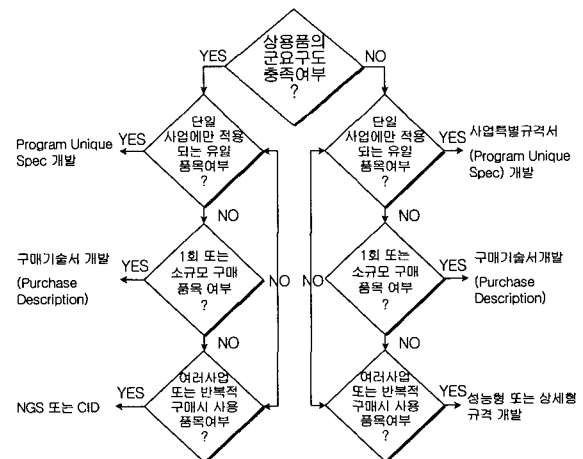 상용품의
군요구도
충족여부
?
YES
NO
단일
사업에만 적용
되는 유일
품목여부
?
YES
Program Unique
Spec 개발
NO
1회 또는
소규모 구매
품목 여부
?
YES
구매기술서 개발
(Purchase
Description)
NO
NO
여러사업
또는 반복적
구매시 사용
품목여부
?
YES
NGS 또는 CID
단일
사업에만 적용
되는 유일
품목여부
?
YES
사업특별규격서
(Program Unique
Spec) 개발
NO
1회 또는
소규모 구매
품목 여부
?
YES
구매기술서개발
(Purchase
Description)
NO
NO
여러사업
또는 반복적
구매시 사용
품목여부
?
YES
성능형 또는 상세형
규격 개발